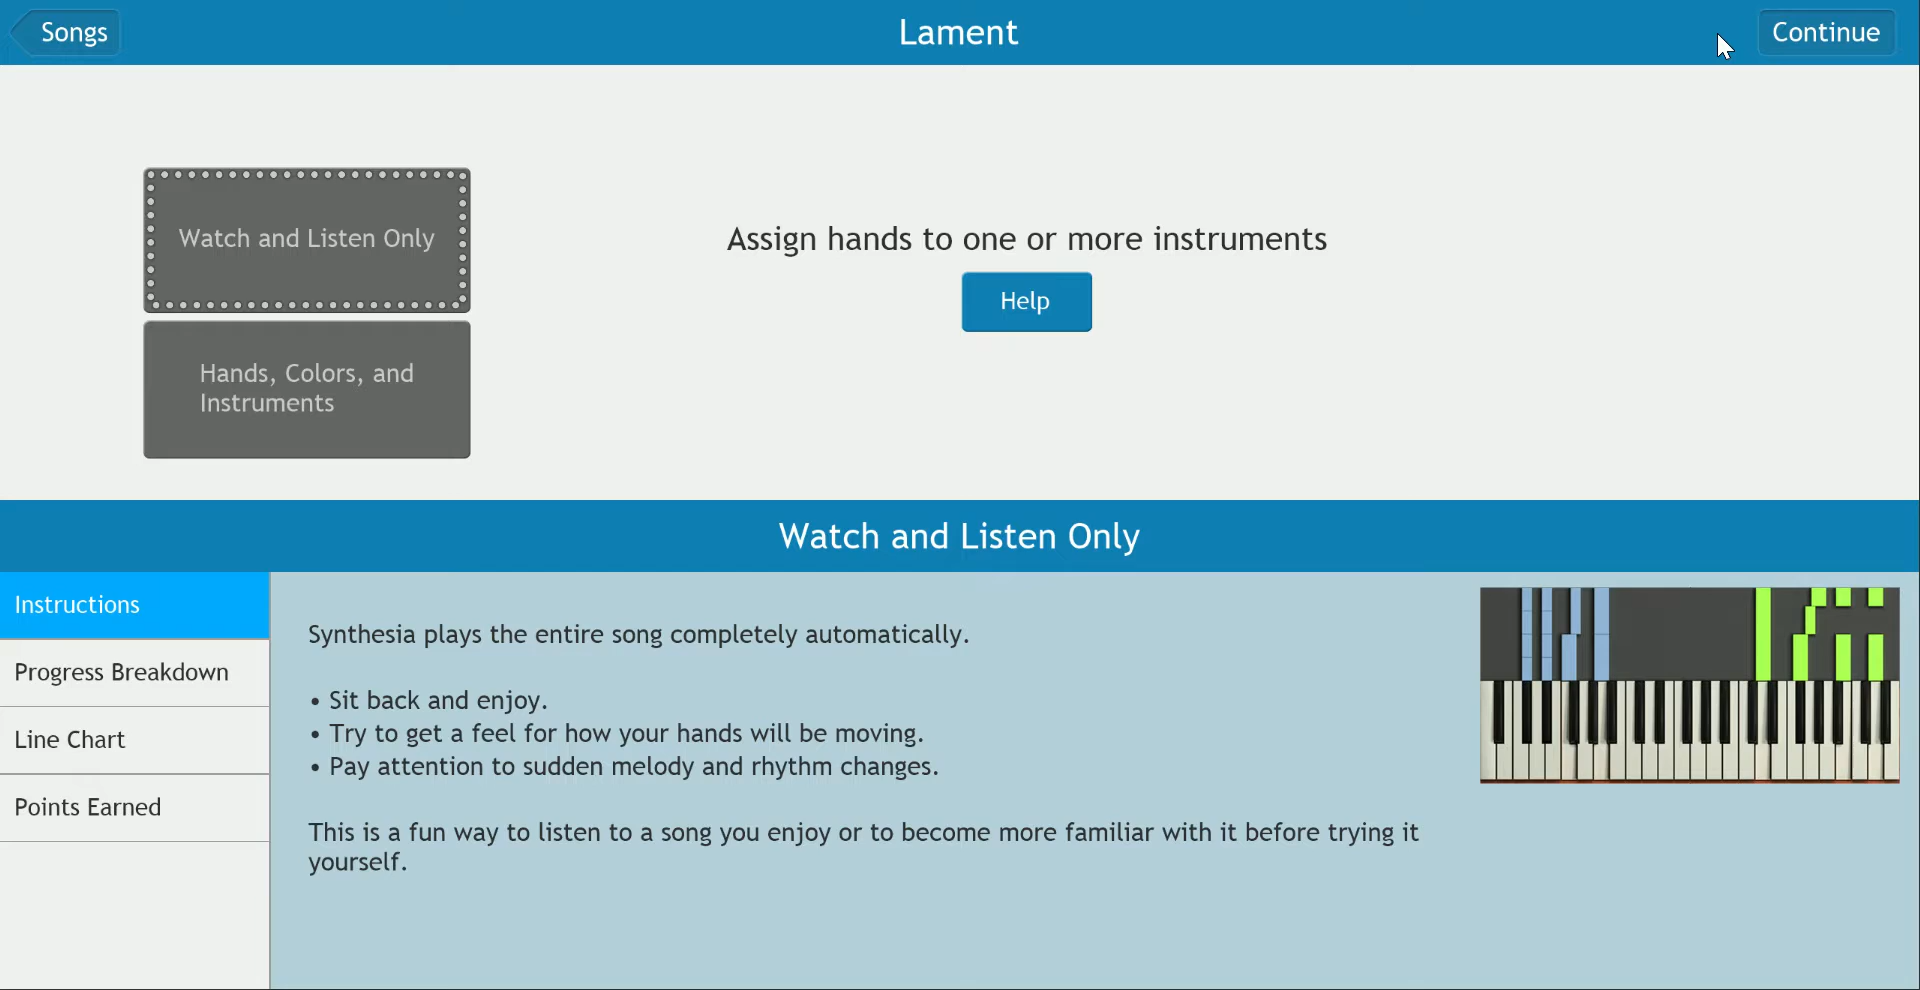 Songs
Lament
Continue
Watch and Listen Only
Hands, Colors, and
Instruments
Assign hands to one or more instruments
Help
Watch and Listen Only
Instructions
Progress Breakdown
Line Chart
Points Earned
Synthesia plays the entire song completely automatically.
• Sit back and enjoy.
• Try to get a feel for how your hands will be moving.
• Pay attention to sudden melody and rhythm changes.
This is a fun way to listen to a song you enjoy or to become more familiar with it before trying it
yourself.